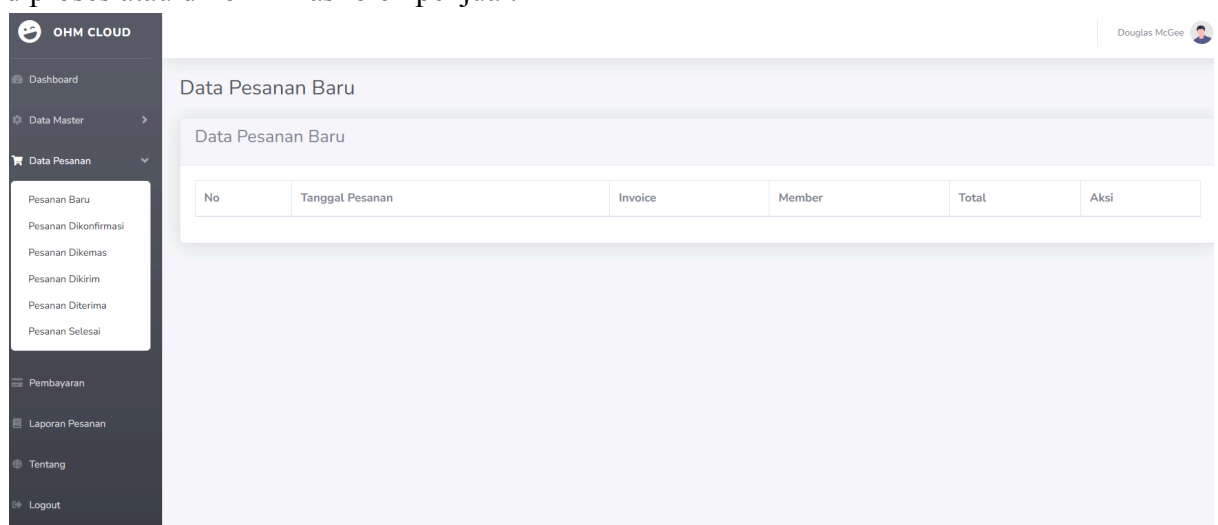 OHM CLOUD
Douglas McGee
Dashboard
Data Master
Data Pesanan
Pesanan Baru
Pesanan Dikonfirmasi
Pesanan Dikemas
Pesanan Dikirim
Pesanan Diterima
Pesanan Selesai
Pembayaran
Laporan Pesanan
Tentang
Logout
Data Pesanan Baru
Data Pesanan Baru
No Tanggal Pesanan Invoice Member Total Aksi